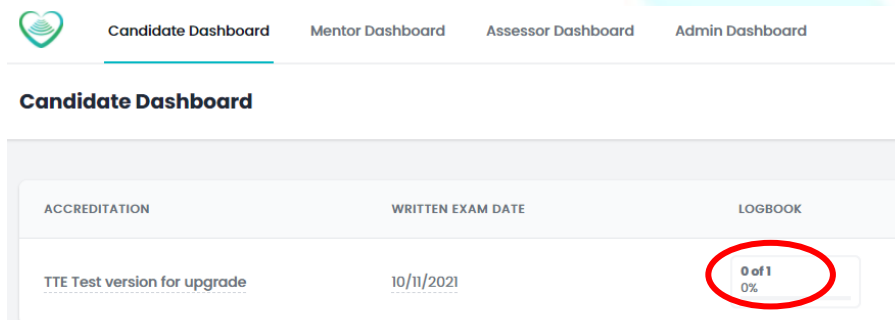 Candidate Dashboard Mentor Dashboard Assessor Dashboard Admin Dashboard
Candidate Dashboard
ACCREDITATION WRITTEN EXAM DATE LOGBOOK
TTE Test version for upgrade 10/11/2021 0 of 1
0%